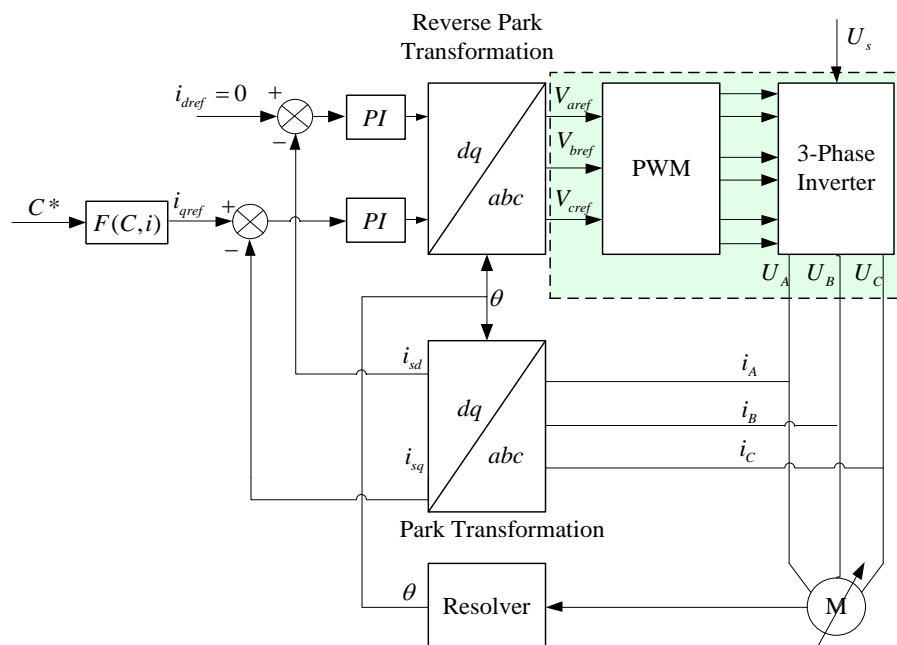 Reverse Park
Transformation
U_s
i_dref = 0
+
−
PI
dq
abc
V_aref
V_bref
V_cref
PWM
3-Phase
Inverter
C*
F(C,i)
i_qref
+
−
PI
U_A
U_B
U_C
θ
i_sd
i_sq
dq
abc
i_A
i_B
i_C
Park Transformation
θ
Resolver
M